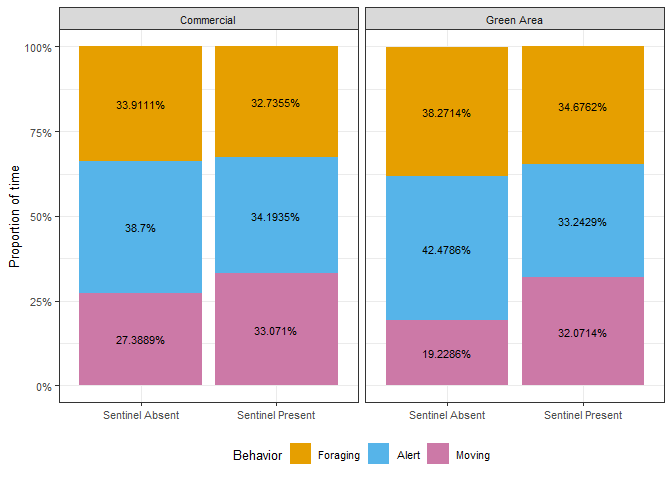 Commercial
Green Area
Proportion of time
100%
75%
50%
25%
0%
33.9111%
32.7355%
38.7%
34.1935%
27.3889%
33.071%
38.2714%
34.6762%
42.4786%
33.2429%
19.2286%
32.0714%
Sentinel Absent
Sentinel Present
Sentinel Absent
Sentinel Present
Behavior
Foraging
Alert
Moving